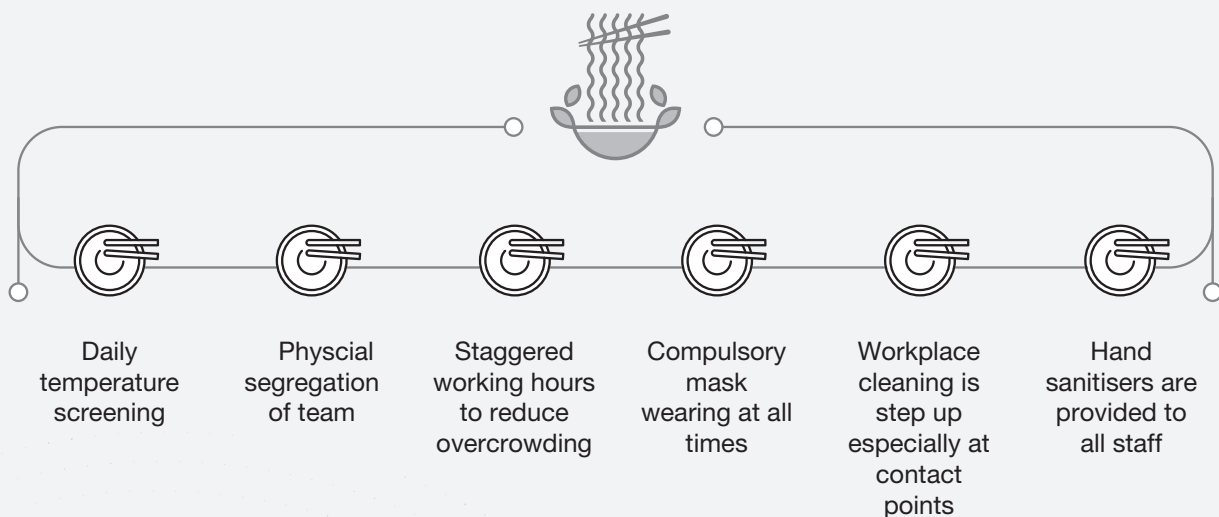 Daily
temperature
screening
Physcial
segregation
of team
Staggered
working hours
to reduce
overcrowding
Compulsory
mask
wearing at all
times
Workplace
cleaning is
step up
especially at
contact
points
Hand
sanitisers are
provided to
all staff